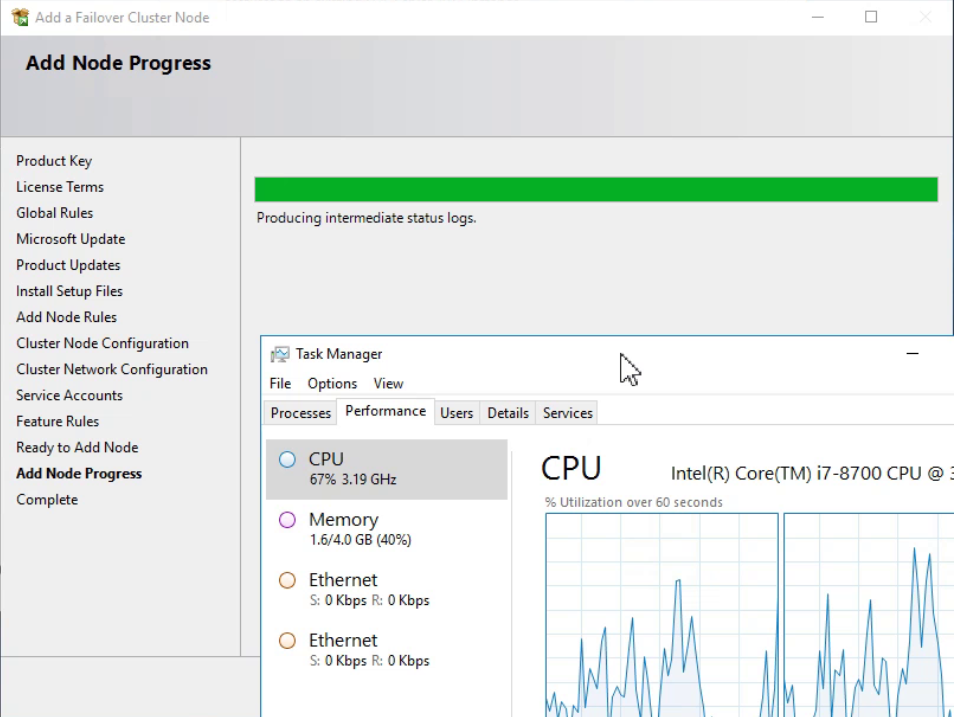 Add a Failover Cluster Node
Add Node Progress
Product Key
License Terms
Global Rules
Microsoft Update
Product Updates
Install Setup Files
Add Node Rules
Cluster Node Configuration
Cluster Network Configuration
Service Accounts
Feature Rules
Ready to Add Node
Add Node Progress
Complete
Producing intermediate status logs.
Task Manager
File Options View
Processes Performance Users Details Services
CPU
67% 3.19 GHz
Memory
1.6/4.0 GB (40%)
Ethernet
S: 0 Kbps R: 0 Kbps
Ethernet
S: 0 Kbps R: 0 Kbps
CPU Intel(R) Core(TM) i7-8700 CPU @ 3
% Utilization over 60 seconds